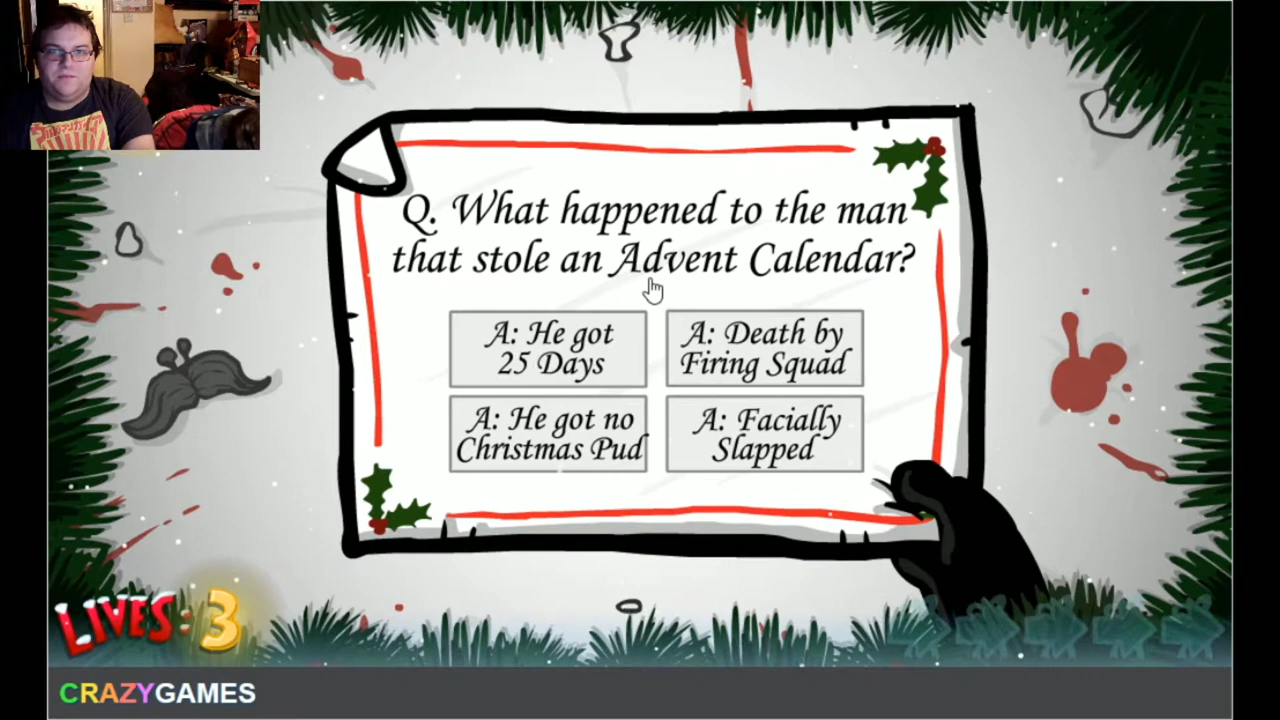 Q. What happened to the man
that stole an Advent Calendar?
A: He got
25 Days
A: Death by
Firing Squad
A: He got no
Christmas Pud
A: Facially
Slapped
LIVES: 3
CRAZYGAMES